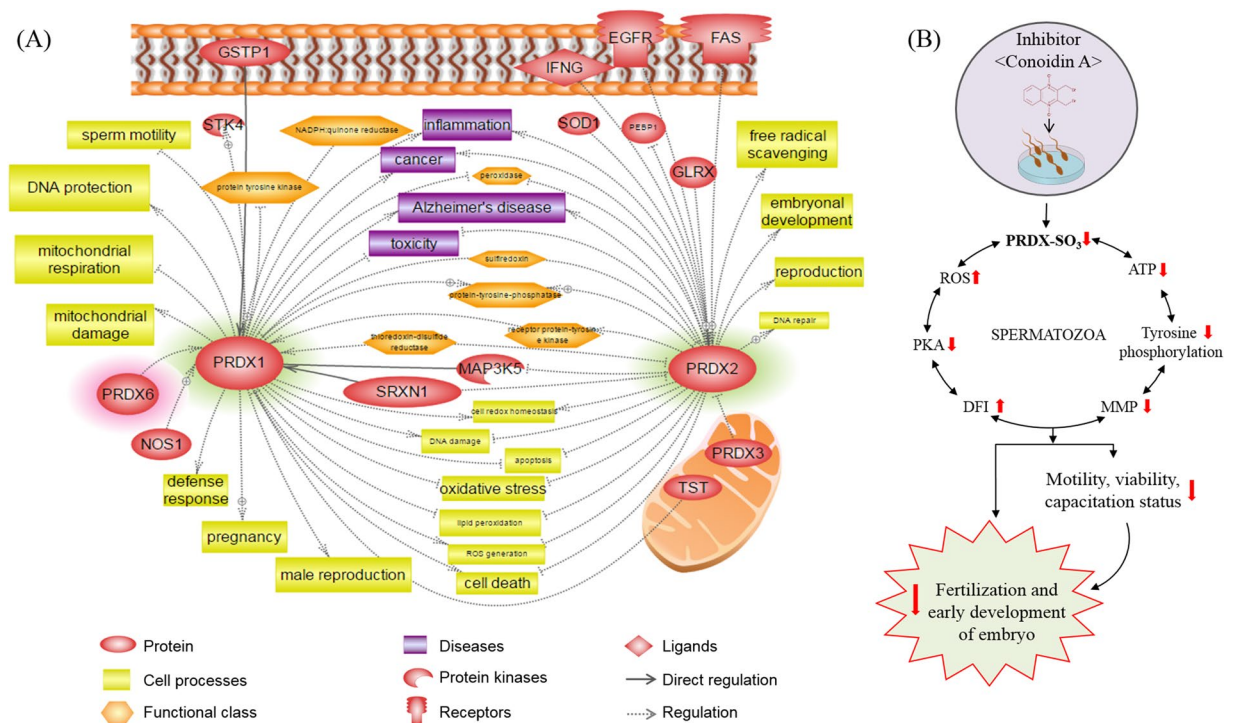 (A)
GSTP1
EGFR
FAS
IFNG
STK4
NADPH:quinone reductase
inflammation
SOD1
PEBP1
sperm motility
free radical
scavenging
cancer
GLRX
DNA protection
protein tyrosine kinase
peroxidase
Alzheimer's disease
embryonal
development
mitochondrial
respiration
toxicity
sulfiredoxin
reproduction
protein-tyrosine-phosphatase
mitochondrial
damage
DNA repair
thioredoxin-disulfide
reductase
receptor protein-tyrosin
e kinase
PRDX1
MAP3K5
PRDX2
PRDX6
SRXN1
cell redox homeostasis
NOS1
DNA damage
PRDX3
apoptosis
defense
response
oxidative stress
TST
lipid peroxidation
pregnancy
ROS generation
male reproduction
cell death
Protein
Diseases
Ligands
Cell processes
Protein kinases
Direct regulation
Functional class
Receptors
Regulation
(B)
Inhibitor
<Conoidin A>
PRDX-SO3
ROS
ATP
PKA
SPERMATOZOA
Tyrosine
phosphorylation
DFI
MMP
Motility, viability,
capacitation status
Fertilization and
early development
of embryo